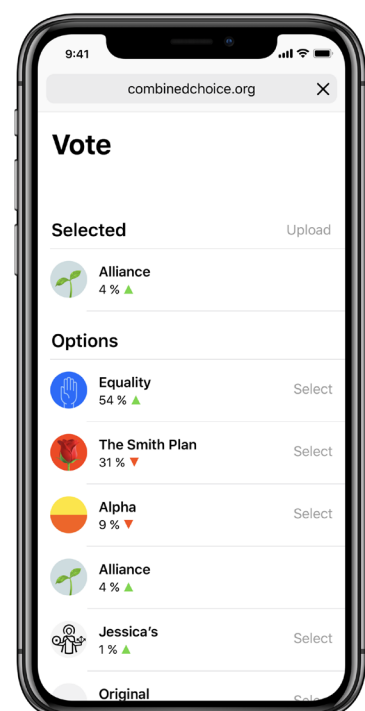 9:41
combinedchoice.org
Vote
Selected Upload
Alliance
4 % ▲
Options
Equality
54 % ▲
Select
The Smith Plan
31 % ▼
Select
Alpha
9 % ▼
Select
Alliance
4 % ▲
Jessica's
1 % ▲
Select
Original
Select